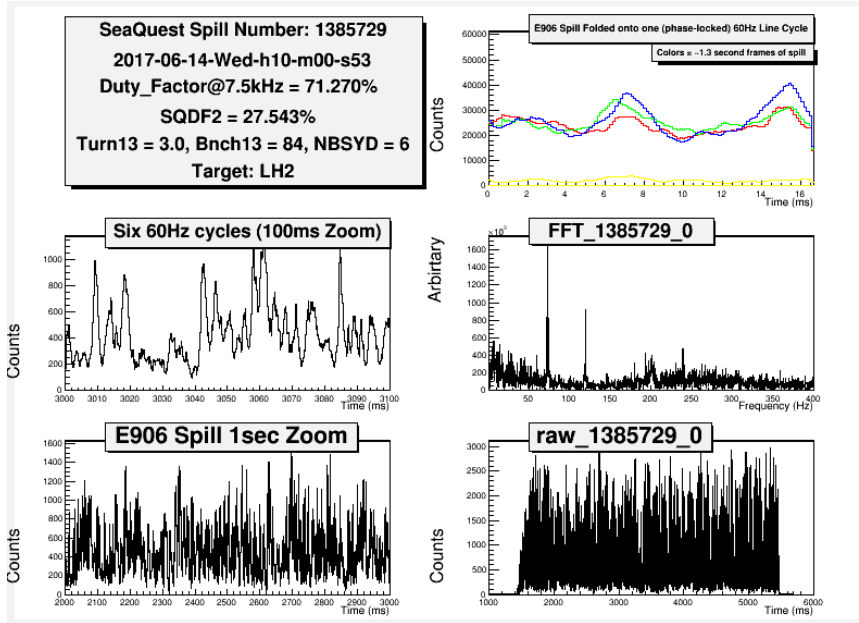 SeaQuest Spill Number: 1385729
2017-06-14-Wed-h10-m00-s53
Duty_Factor@7.5kHz = 71.270%
SQDF2 = 27.543%
Turn13 = 3.0, Bnch13 = 84, NBSYD = 6
Target: LH2
E906 Spill Folded onto one (phase-locked) 60Hz Line Cycle
Colors = ~1.3 second frames of spill
Counts
60000
50000
40000
30000
20000
10000
0
0 2 4 6 8 10 12 14 16
Time (ms)
Six 60Hz cycles (100ms Zoom)
Counts
1000
800
600
400
200
0
3000 3010 3020 3030 3040 3050 3060 3070 3080 3090 3100
Time (ms)
FFT_1385729_0
×10³
Arbirtary
1600
1400
1200
1000
800
600
400
200
0
50 100 150 200 250 300 350 400
Frequency (Hz)
E906 Spill 1sec Zoom
Counts
1600
1400
1200
1000
800
600
400
200
0
2000 2100 2200 2300 2400 2500 2600 2700 2800 2900 3000
Time (ms)
raw_1385729_0
Counts
3000
2500
2000
1500
1000
500
0
1000 2000 3000 4000 5000 6000
Time (ms)